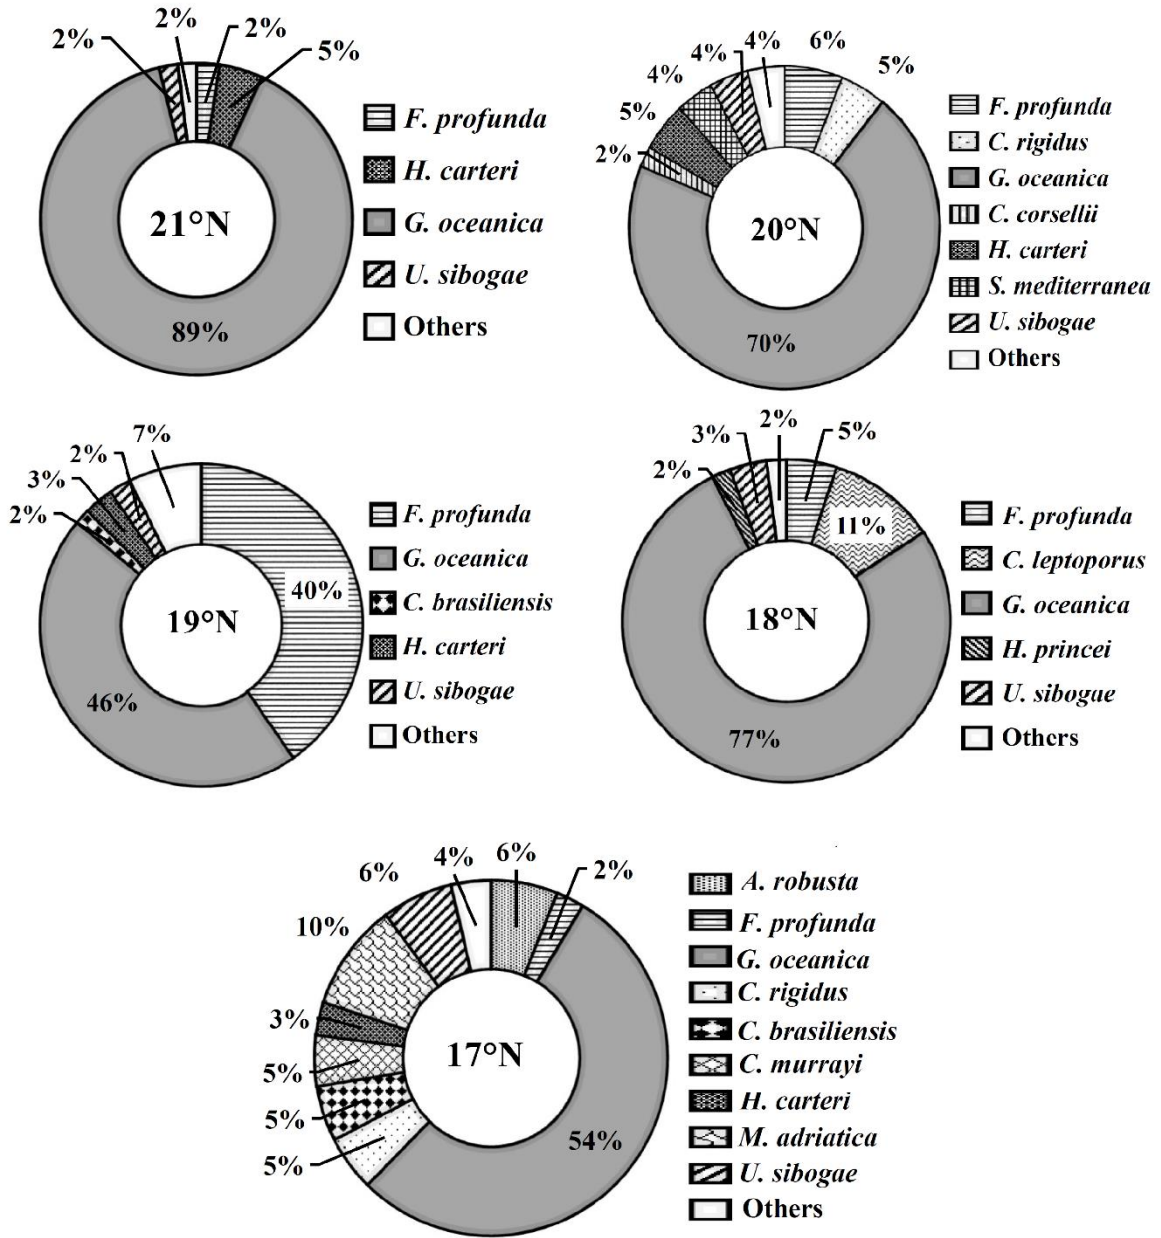 2%
2%
2%
5%
21°N
89%
F. profunda
H. carteri
G. oceanica
U. sibogae
Others
4%
4%
4%
6%
5%
5%
2%
20°N
70%
F. profunda
C. rigidus
G. oceanica
C. corsellii
H. carteri
S. mediterranea
U. sibogae
Others
7%
2%
3%
2%
40%
19°N
46%
F. profunda
G. oceanica
C. brasiliensis
H. carteri
U. sibogae
Others
2%
3%
5%
2%
11%
18°N
77%
F. profunda
C. leptoporus
G. oceanica
H. princei
U. sibogae
Others
4%
6%
6%
2%
10%
3%
5%
5%
5%
17°N
54%
A. robusta
F. profunda
G. oceanica
C. rigidus
C. brasiliensis
C. murrayi
H. carteri
M. adriatica
U. sibogae
Others